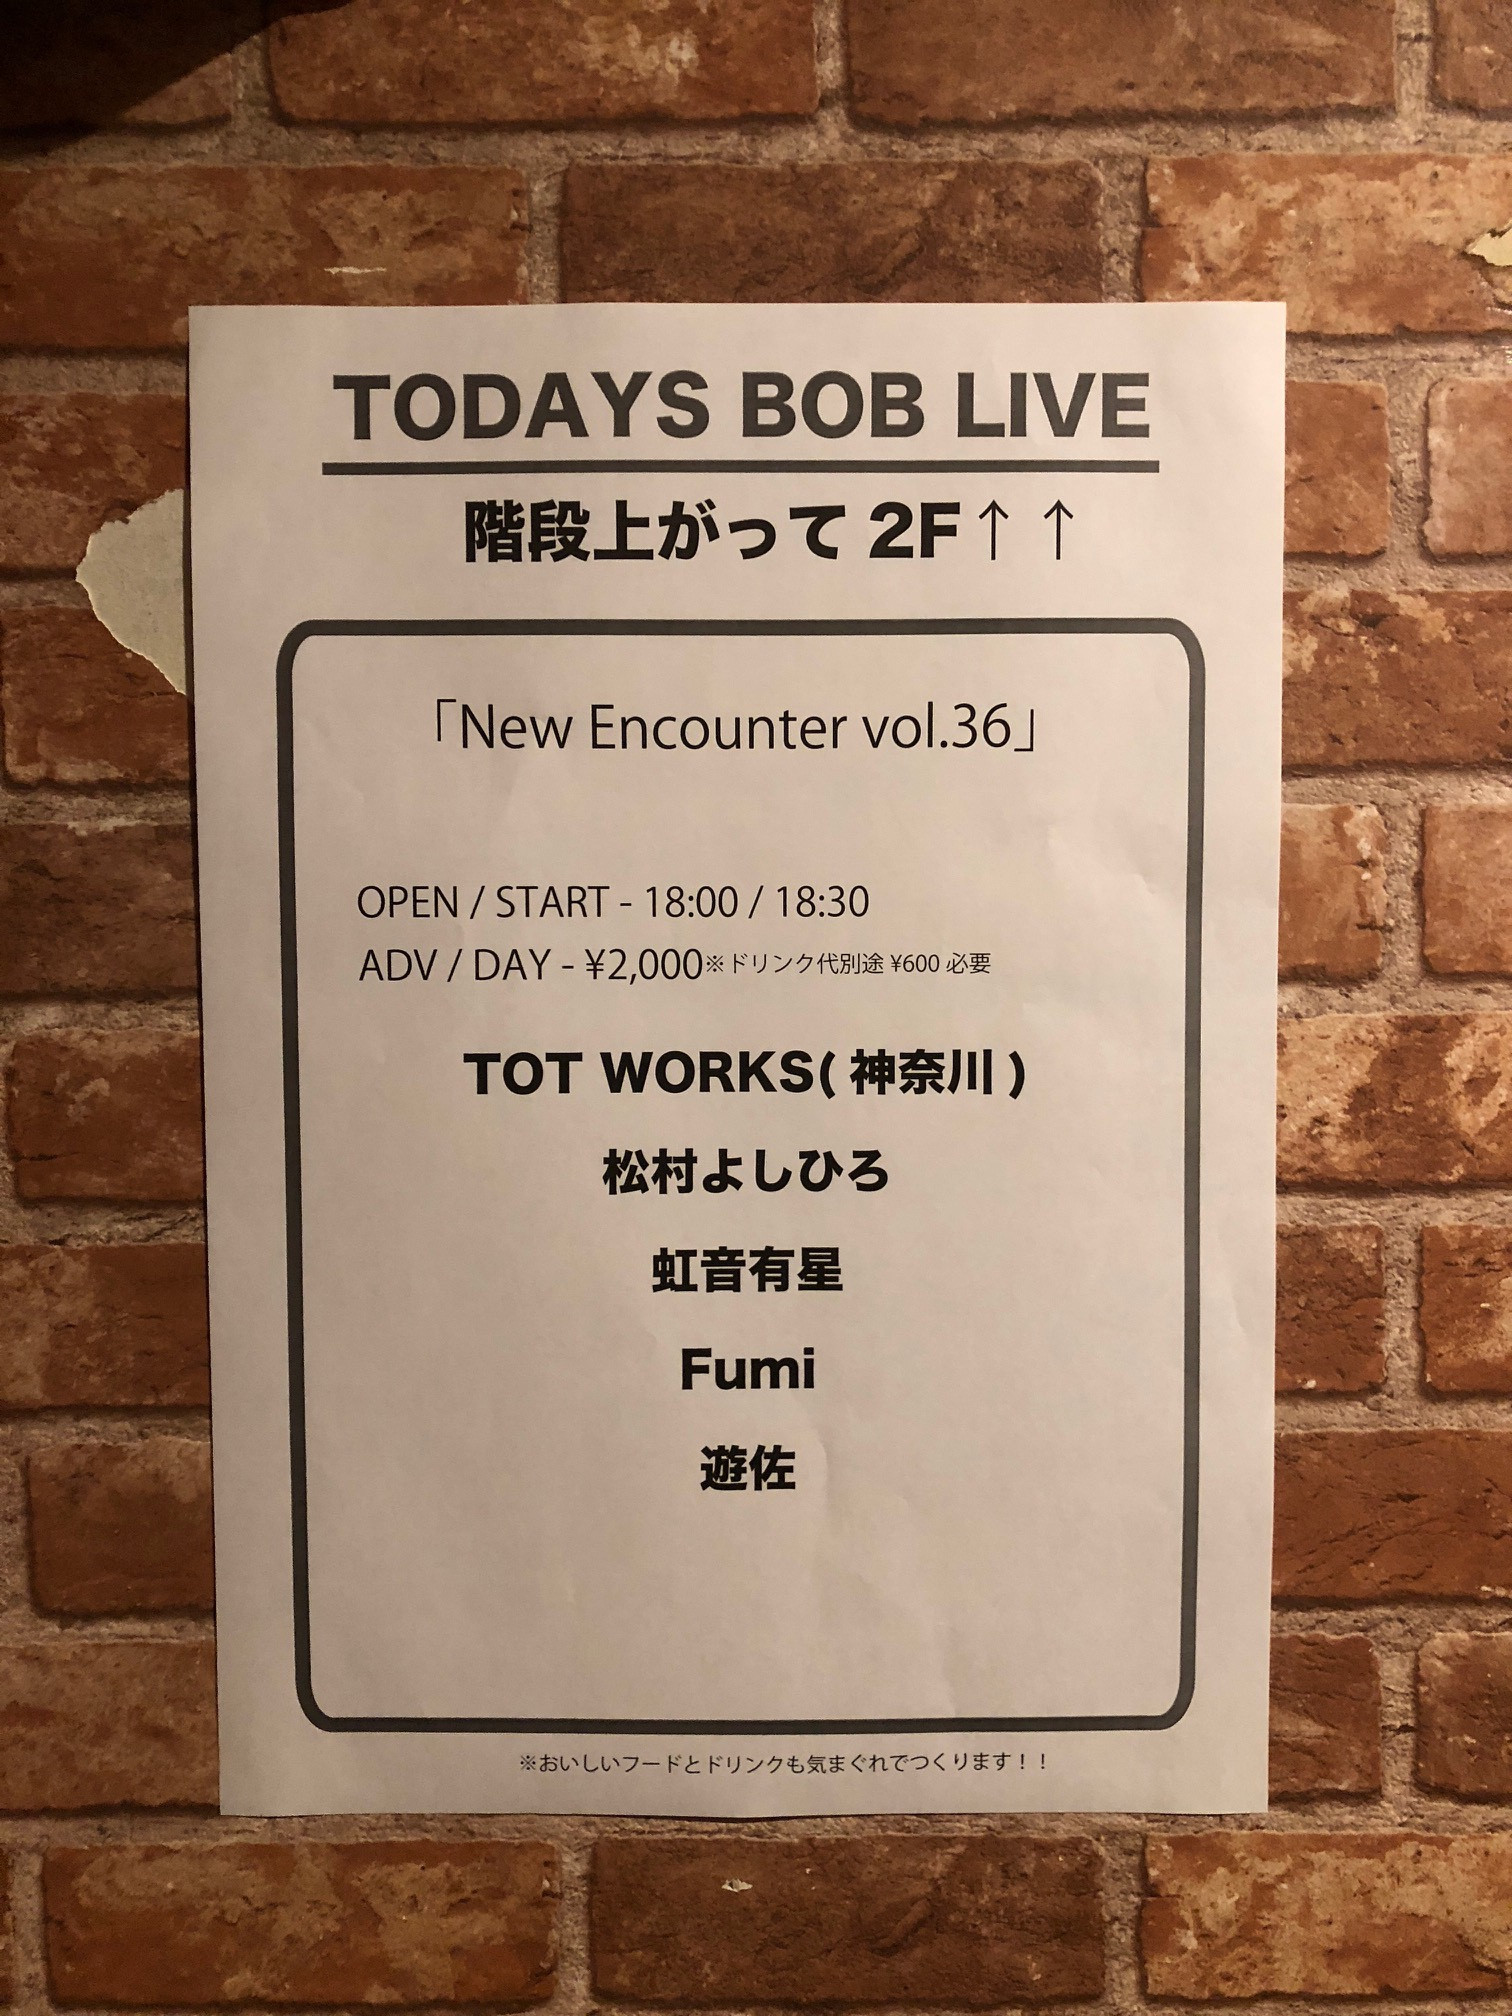 TODAYS BOB LIVE
階段上がって 2F↑ ↑
「New Encounter vol.36」
OPEN / START - 18:00 / 18:30
ADV / DAY - ¥2,000※ドリンク代別途 ¥600 必要
TOT WORKS( 神奈川 )
松村よしひろ
虹音有星
Fumi
遊佐
※おいしいフードとドリンクも気まぐれでつくります！！